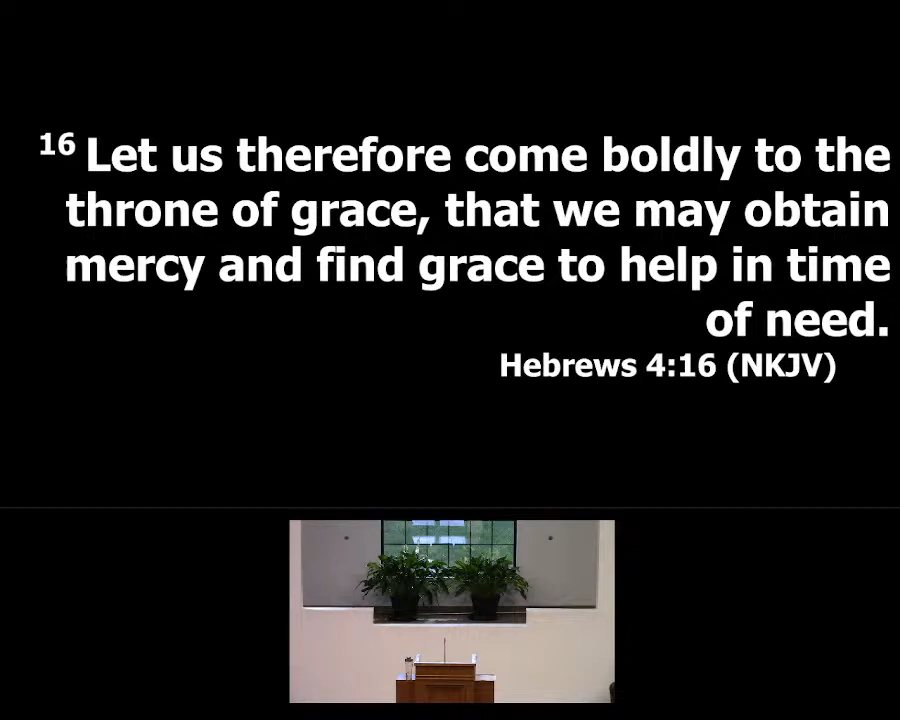 16 Let us therefore come boldly to the
throne of grace, that we may obtain
mercy and find grace to help in time
of need.
Hebrews 4:16 (NKJV)